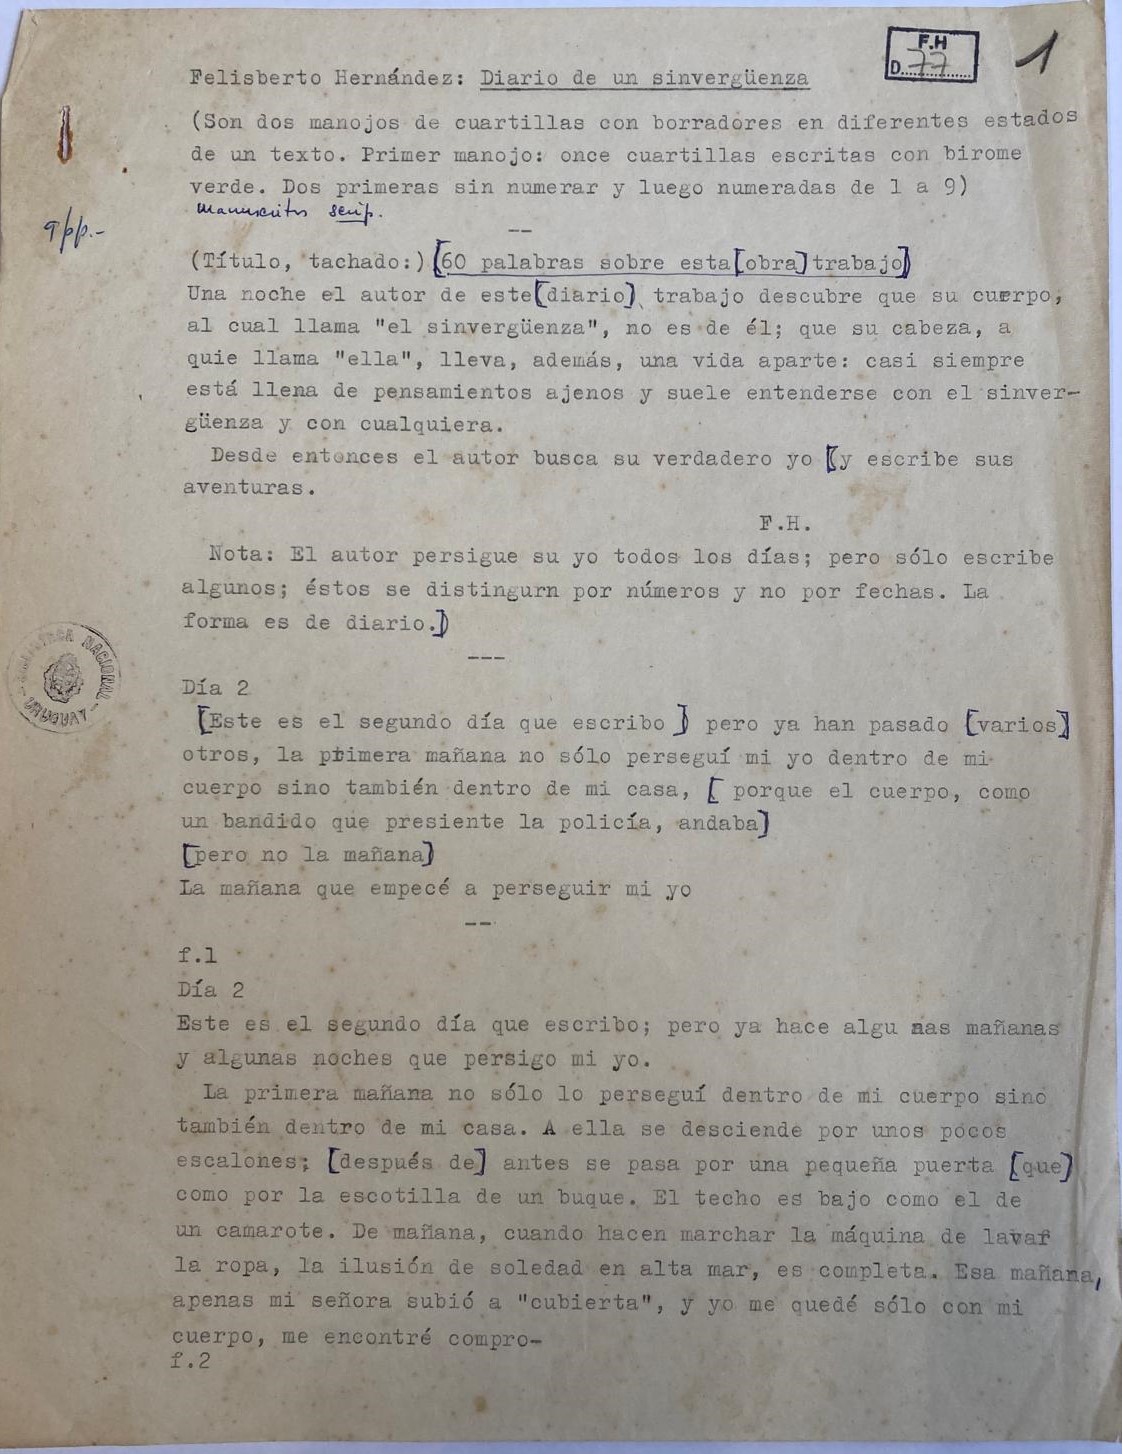 F.H
D......77......
1
Felisberto Hernández: Diario de un sinvergüenza
(Son dos manojos de cuartillas con borradores en diferentes estados
de un texto. Primer manojo: once cuartillas escritas con birome
verde. Dos primeras sin numerar y luego numeradas de 1 a 9)
manuscritos
9pp.-
--
(Título, tachado:) [60 palabras sobre esta [obra] trabajo]
Una noche el autor de este [diario], trabajo descubre que su cuerpo,
al cual llama "el sinvergüenza", no es de él; que su cabeza, a
quie llama "ella", lleva, además, una vida aparte: casi siempre
está llena de pensamientos ajenos y suele entenderse con el sinver-
güenza y con cualquiera.
Desde entonces el autor busca su verdadero yo [y escribe sus
aventuras.
F.H.
Nota: El autor persigue su yo todos los días; pero sólo escribe
algunos; éstos se distingurn por números y no por fechas. La
forma es de diario.]
---
BIBLIOTECA NACIONAL - URUGUAY -
Día 2
[Este es el segundo día que escribo ] pero ya han pasado [varios]
otros, la primera mañana no sólo perseguí mi yo dentro de mi
cuerpo sino también dentro de mi casa, [ porque el cuerpo, como
un bandido que presiente la policía, andaba]
[pero no la mañana]
La mañana que empecé a perseguir mi yo
--
f.1
Día 2
Este es el segundo día que escribo; pero ya hace algu nas mañanas
y algunas noches que persigo mi yo.
La primera mañana no sólo lo perseguí dentro de mi cuerpo sino
también dentro de mi casa. A ella se desciende por unos pocos
escalones; [después de] antes se pasa por una pequeña puerta [que]
como por la escotilla de un buque. El techo es bajo como el de
un camarote. De mañana, cuando hacen marchar la máquina de lavar
la ropa, la ilusión de soledad en alta mar, es completa. Esa mañana,
apenas mi señora subió a "cubierta", y yo me quedé sólo con mi
cuerpo, me encontré compro-
f.2